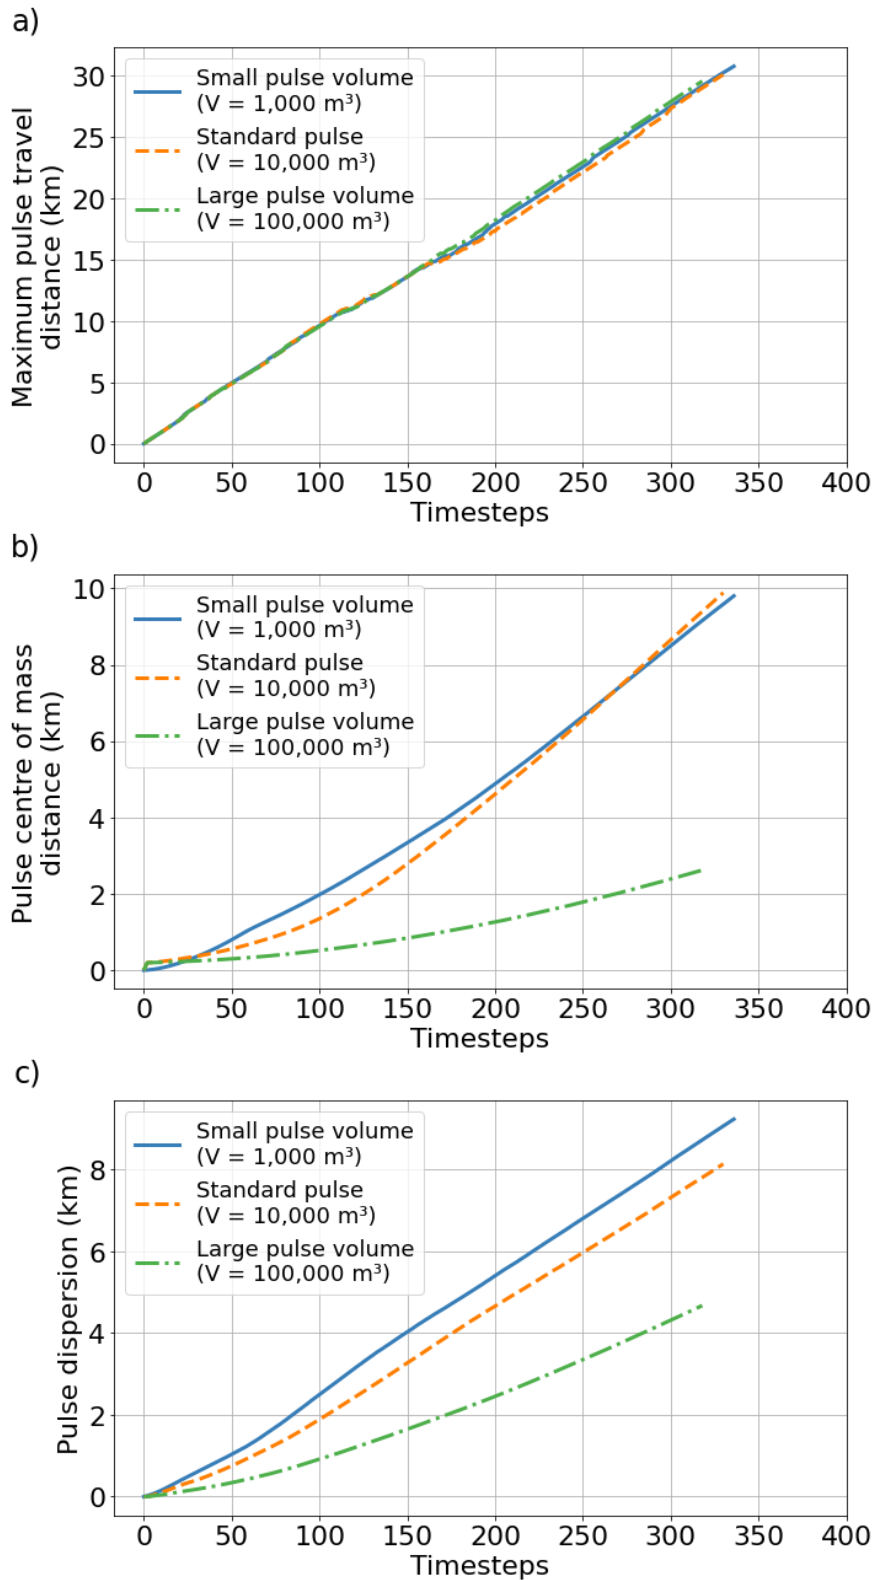 a)
Maximum pulse travel
distance (km)
30
25
20
15
10
5
0
Small pulse volume
(V = 1,000 m³)
Standard pulse
(V = 10,000 m³)
Large pulse volume
(V = 100,000 m³)
0 50 100 150 200 250 300 350 400
Timesteps
b)
Pulse centre of mass
distance (km)
10
8
6
4
2
0
Small pulse volume
(V = 1,000 m³)
Standard pulse
(V = 10,000 m³)
Large pulse volume
(V = 100,000 m³)
0 50 100 150 200 250 300 350 400
Timesteps
c)
Pulse dispersion (km)
8
6
4
2
0
Small pulse volume
(V = 1,000 m³)
Standard pulse
(V = 10,000 m³)
Large pulse volume
(V = 100,000 m³)
0 50 100 150 200 250 300 350 400
Timesteps